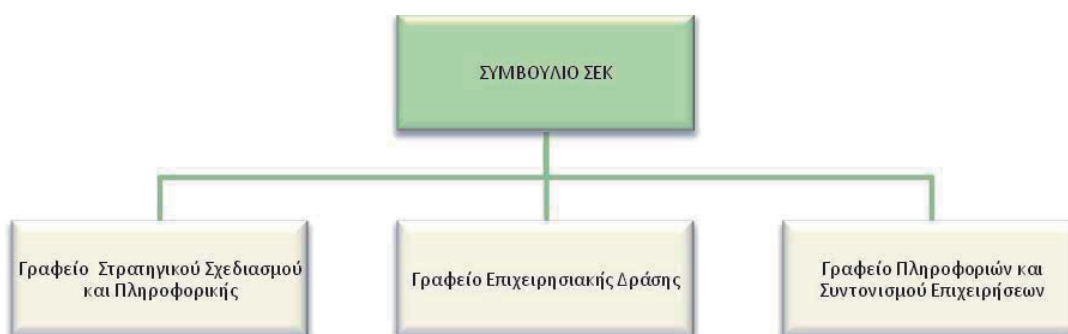 ΣΥΜΒΟΥΛΙΟ ΣΕΚ
Γραφείο Στρατηγικού Σχεδιασμού
και Πληροφορικής
Γραφείο Επιχειρησιακής Δράσης
Γραφείο Πληροφοριών και
Συντονισμού Επιχειρήσεων